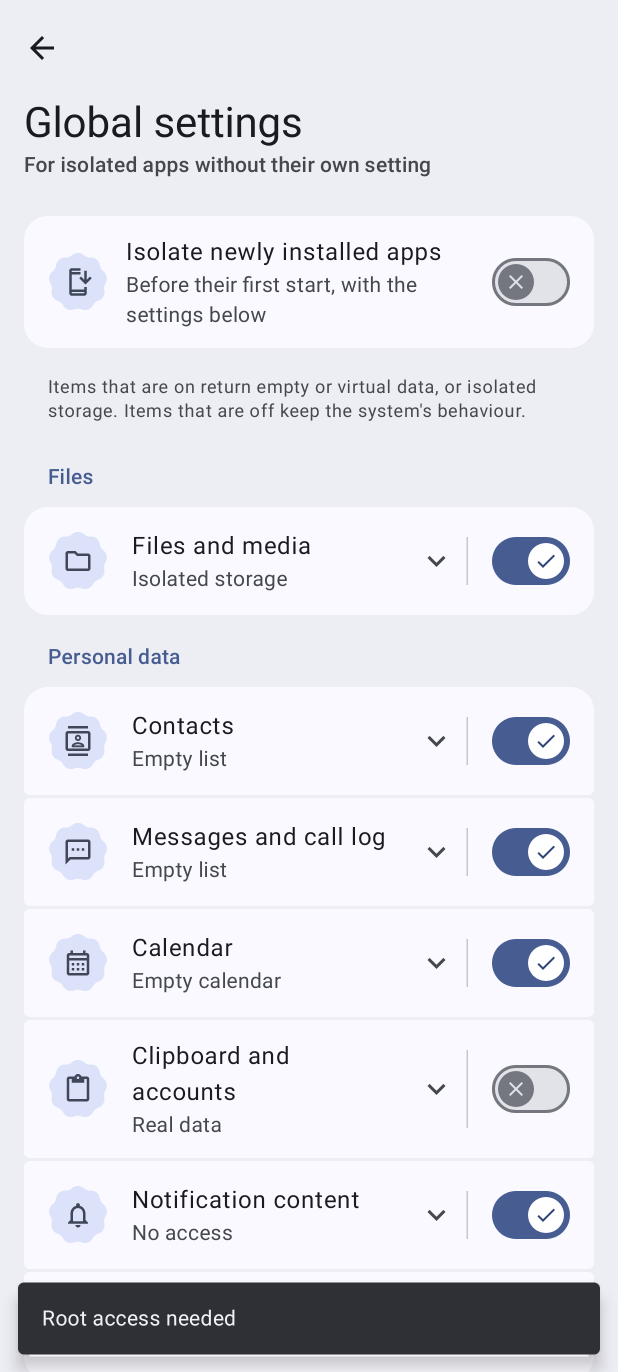 Global settings
For isolated apps without their own setting
Isolate newly installed apps
Before their first start, with the
settings below
Items that are on return empty or virtual data, or isolated
storage. Items that are off keep the system's behaviour.
Files
Files and media
Isolated storage
Personal data
Contacts
Empty list
Messages and call log
Empty list
Calendar
Empty calendar
Clipboard and
accounts
Real data
Notification content
No access
Root access needed